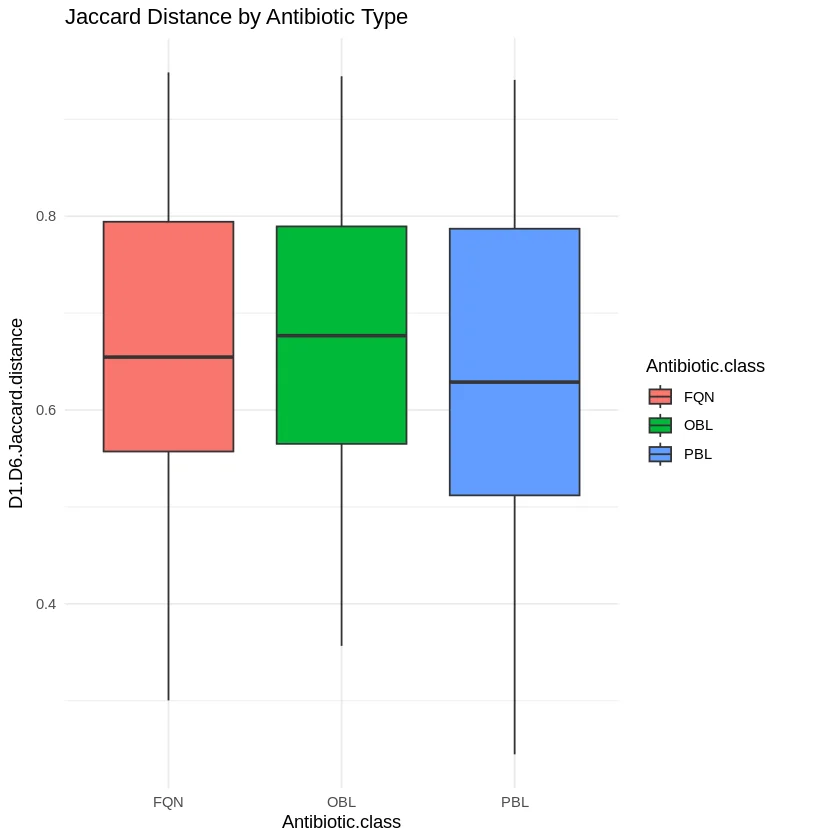 Jaccard Distance by Antibiotic Type
D1.D6.Jaccard.distance
0.8
0.6
0.4
FQN
OBL
PBL
Antibiotic.class
Antibiotic.class
FQN
OBL
PBL